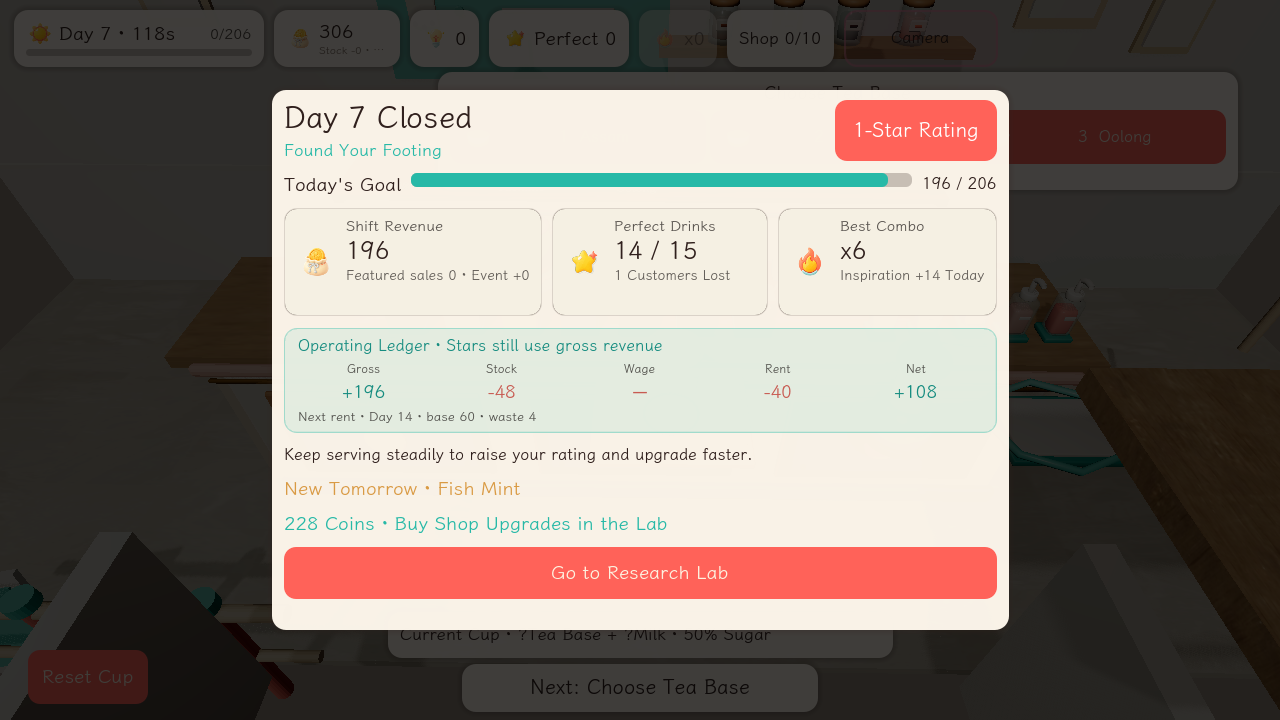 Day 7 • 118s
0/206
306
Stock -0 •
0
Perfect 0
x0
Shop 0/10
Camera
3 Oolong
Day 7 Closed
Found Your Footing
1-Star Rating
Today's Goal
196 / 206
Shift Revenue
196
Featured sales 0 • Event +0
Perfect Drinks
14 / 15
1 Customers Lost
Best Combo
x6
Inspiration +14 Today
Operating Ledger • Stars still use gross revenue
Gross
Stock
Wage
Rent
Net
+196
-48
—
-40
+108
Next rent • Day 14 • base 60 • waste 4
Keep serving steadily to raise your rating and upgrade faster.
New Tomorrow • Fish Mint
228 Coins • Buy Shop Upgrades in the Lab
Go to Research Lab
Current Cup • ?Tea Base + ?Milk • 50% Sugar
Reset Cup
Next: Choose Tea Base